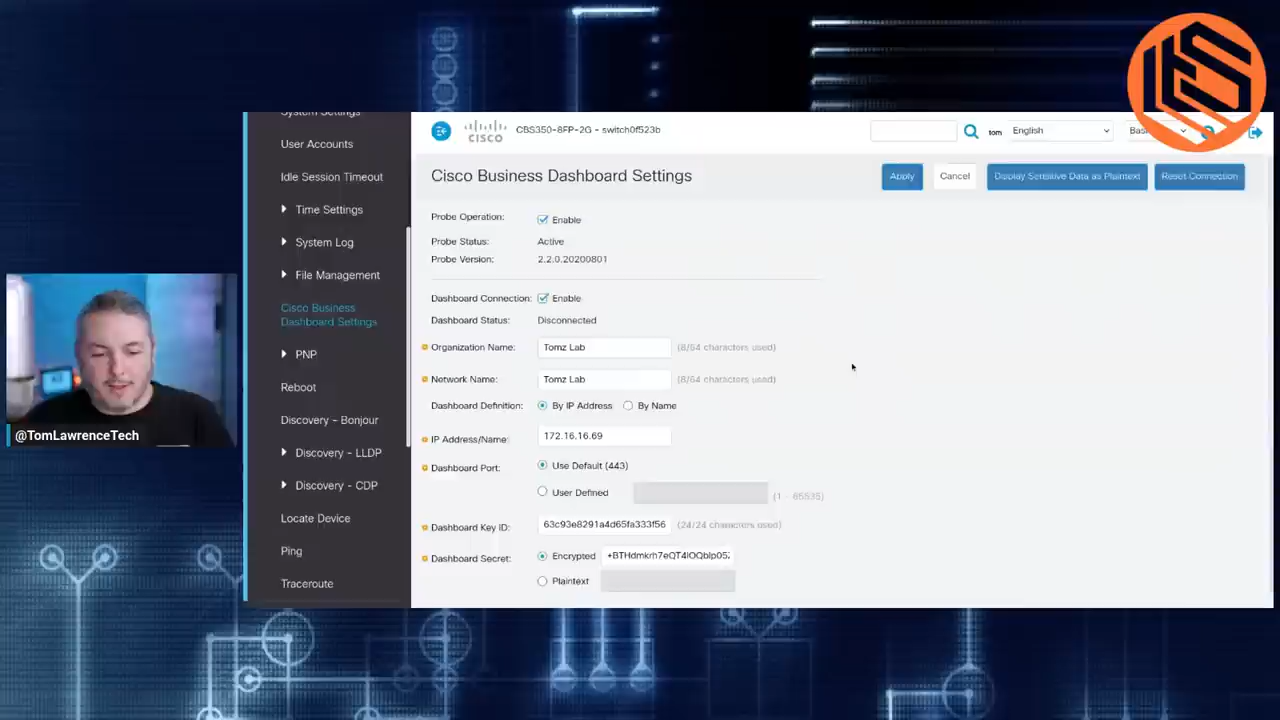 System Settings
User Accounts
Idle Session Timeout
Time Settings
System Log
File Management
Cisco Business
Dashboard Settings
PNP
Reboot
Discovery - Bonjour
Discovery - LLDP
Discovery - CDP
Locate Device
Ping
Traceroute
CISCO
CBS350-8FP-2G - switch0f523b
tom
English
Cisco Business Dashboard Settings
Apply
Cancel
Display Sensitive Data as Plaintext
Reset Connection
Probe Operation: Enable
Probe Status: Active
Probe Version: 2.2.0.20200801
Dashboard Connection: Enable
Dashboard Status: Disconnected
Organization Name: Tomz Lab (8/64 characters used)
Network Name: Tomz Lab (8/64 characters used)
Dashboard Definition: By IP Address By Name
IP Address/Name: 172.16.16.69
Dashboard Port: Use Default (443)
User Defined (1 - 65535)
Dashboard Key ID: 63c93e8291a4d65fa333f56 (24/24 characters used)
Dashboard Secret: Encrypted
Plaintext
@TomLawrenceTech